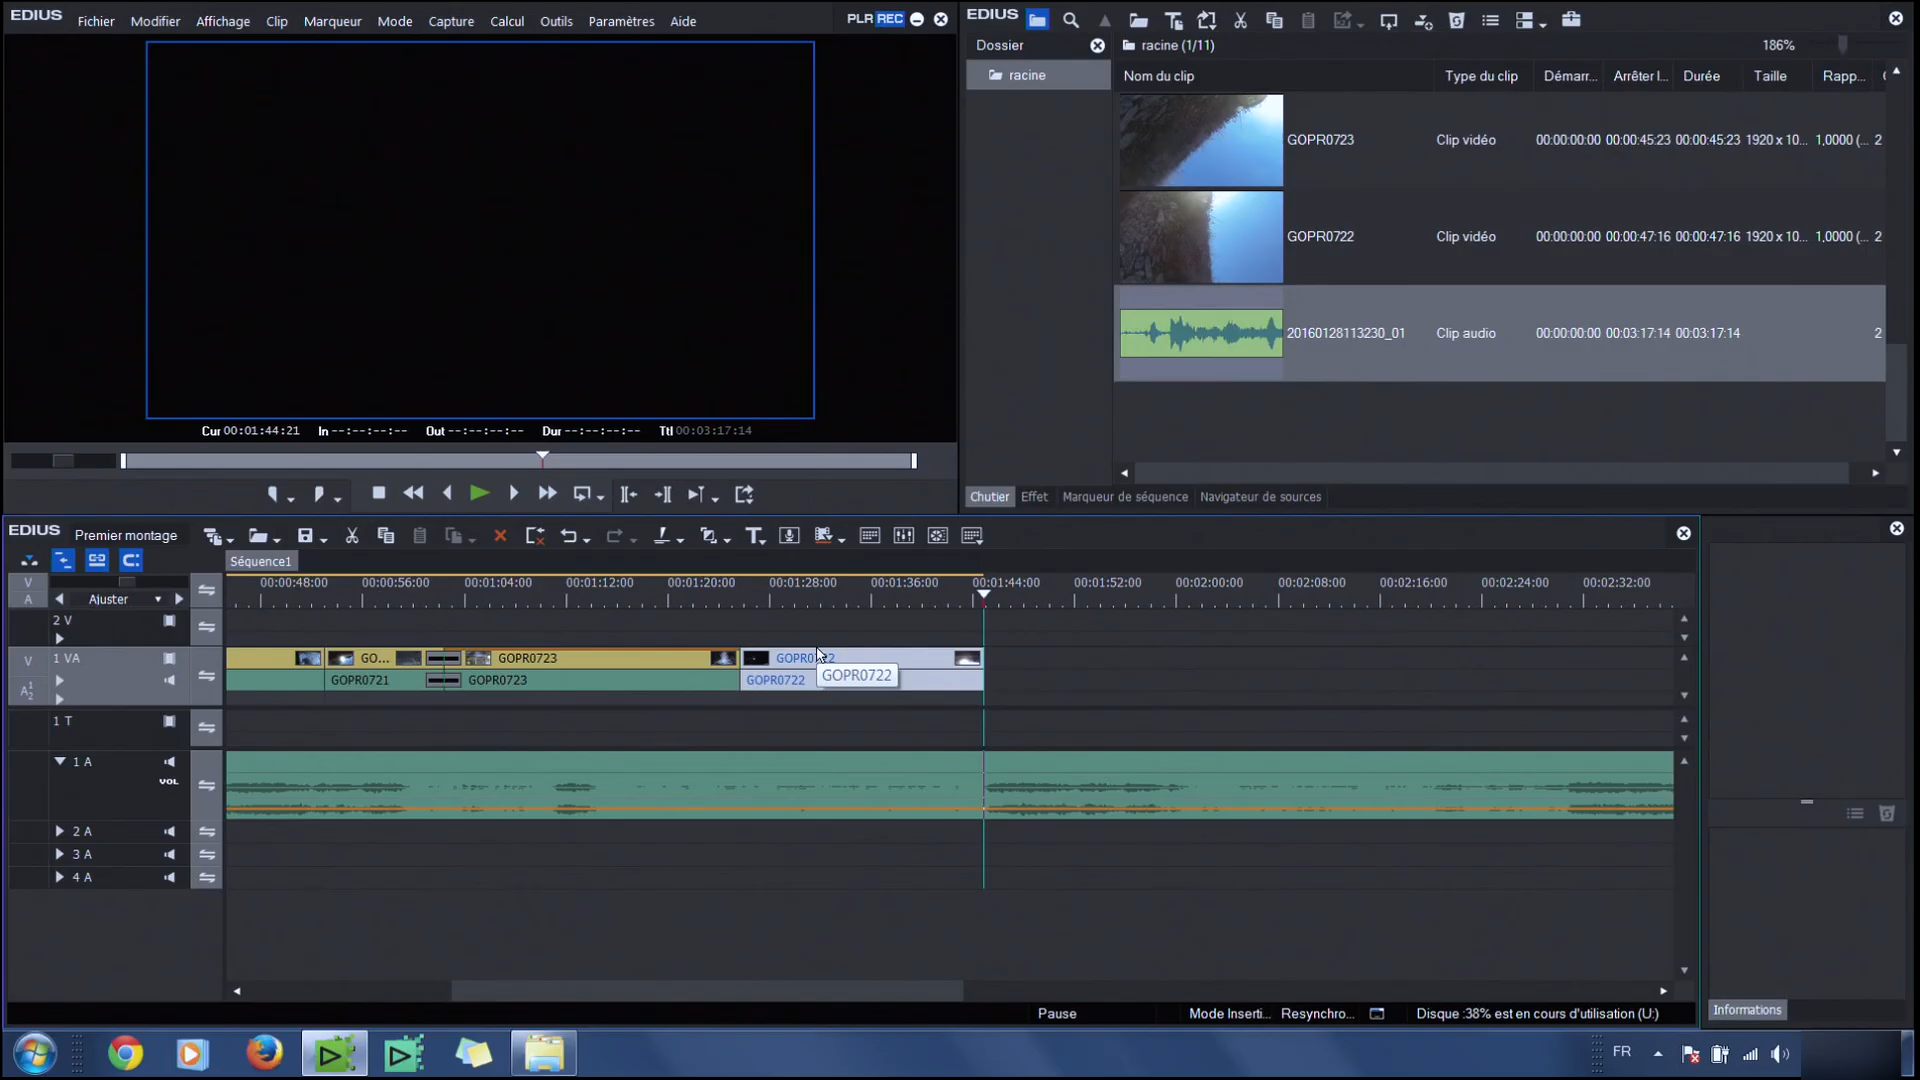 EDIUS Fichier Modifier Affichage Clip Marqueur Mode Capture Calcul Outils Paramètres Aide PLR REC
EDIUS
Dossier racine (1/11) 186%
racine
Nom du clip Type du clip Démarr... Arrêter l... Durée Taille Rapp...
GOPR0723 Clip vidéo 00:00:00:00 00:00:45:23 00:00:45:23 1920 x 10... 1,0000 (... 2
GOPR0722 Clip vidéo 00:00:00:00 00:00:47:16 00:00:47:16 1920 x 10... 1,0000 (... 2
20160128113230_01 Clip audio 00:00:00:00 00:03:17:14 00:03:17:14 2
Cur 00:01:44:21 In --:--:--:-- Out --:--:--:-- Dur --:--:--:-- Ttl 00:03:17:14
Chutier Effet Marqueur de séquence Navigateur de sources
EDIUS Premier montage
Séquence1
V A
Ajuster
00:00:48:00 00:00:56:00 00:01:04:00 00:01:12:00 00:01:20:00 00:01:28:00 00:01:36:00 00:01:44:00 00:01:52:00 00:02:00:00 00:02:08:00 00:02:16:00 00:02:24:00 00:02:32:00
2 V
V 1 VA GO... GOPR0723
GOPR0722
A 1 2 GOPR0721 GOPR0723 GOPR0722
1 T
1 A
VOL
2 A
3 A
4 A
Pause Mode Inserti... Resynchro... Disque :38% est en cours d'utilisation (U:)
Informations
FR